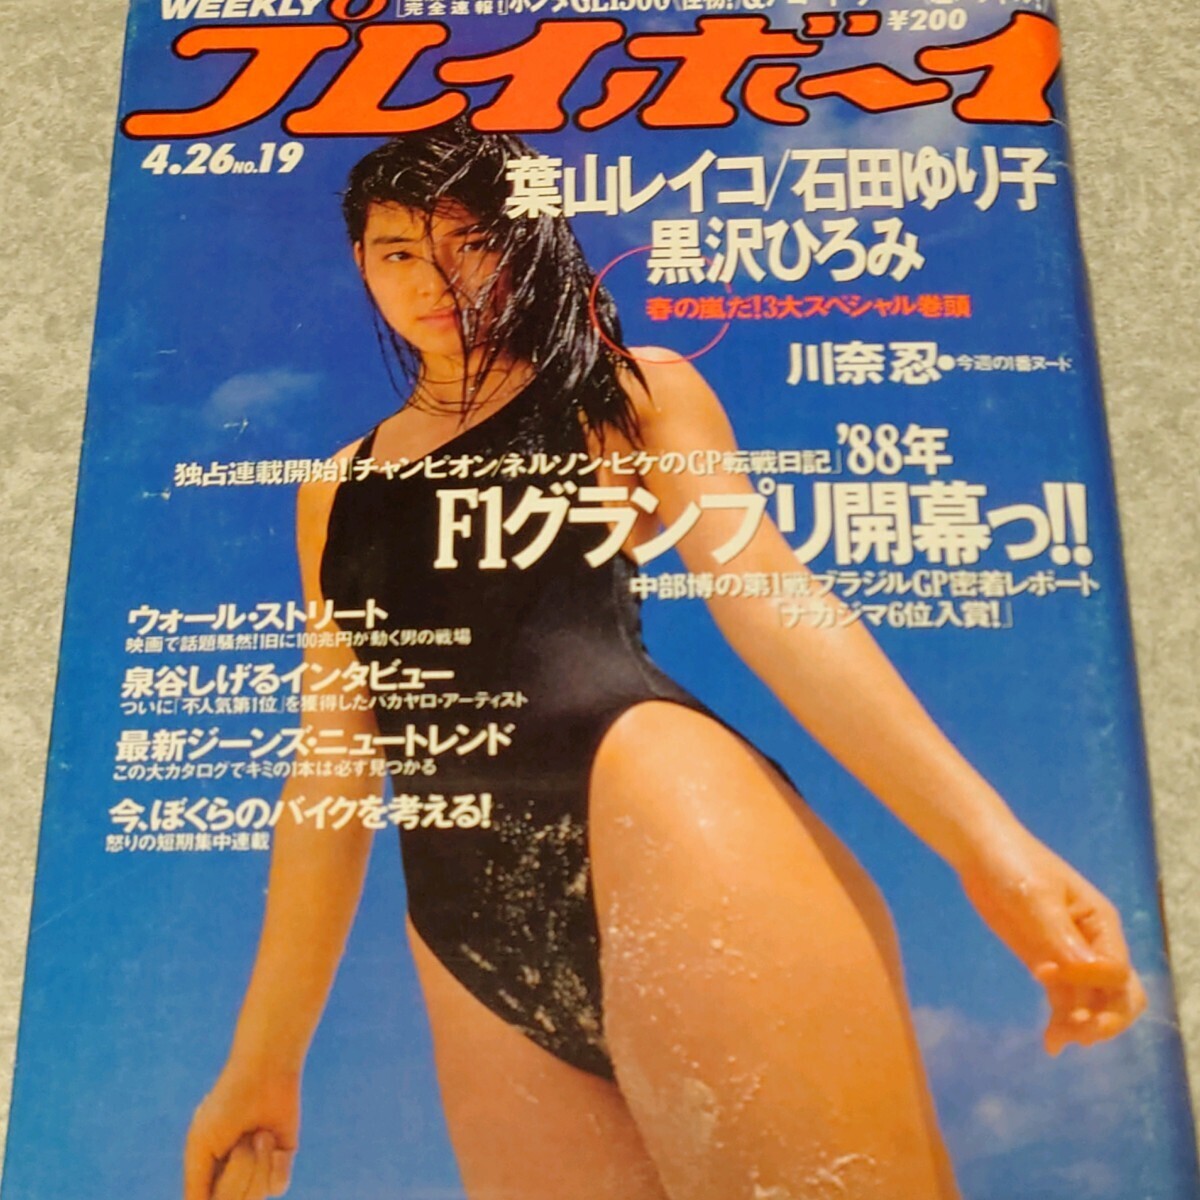 WEEKLY
完全速報!
¥200
プレイボーイ
4.26 NO.19
葉山レイコ/石田ゆり子
黒沢ひろみ
春の嵐だ!3大スペシャル巻頭
川奈忍・今週の1番ヌード
独占連載開始!「チャンピオン/ネルソン・ピケのGP転戦日記」'88年
F1グランプリ開幕っ!!
中部博の第1戦ブラジルGP密着レポート
「ナカジマ6位入賞!」
ウォール・ストリート
映画で話題騒然!1日に100兆円が動く男の戦場
泉谷しげるインタビュー
ついに「不人気第1位」を獲得したバカヤロ・アーティスト
最新ジーンズ・ニュートレンド
この大カタログでキミの1本は必ず見つかる
今、ぼくらのバイクを考える!
怒りの短期集中連載